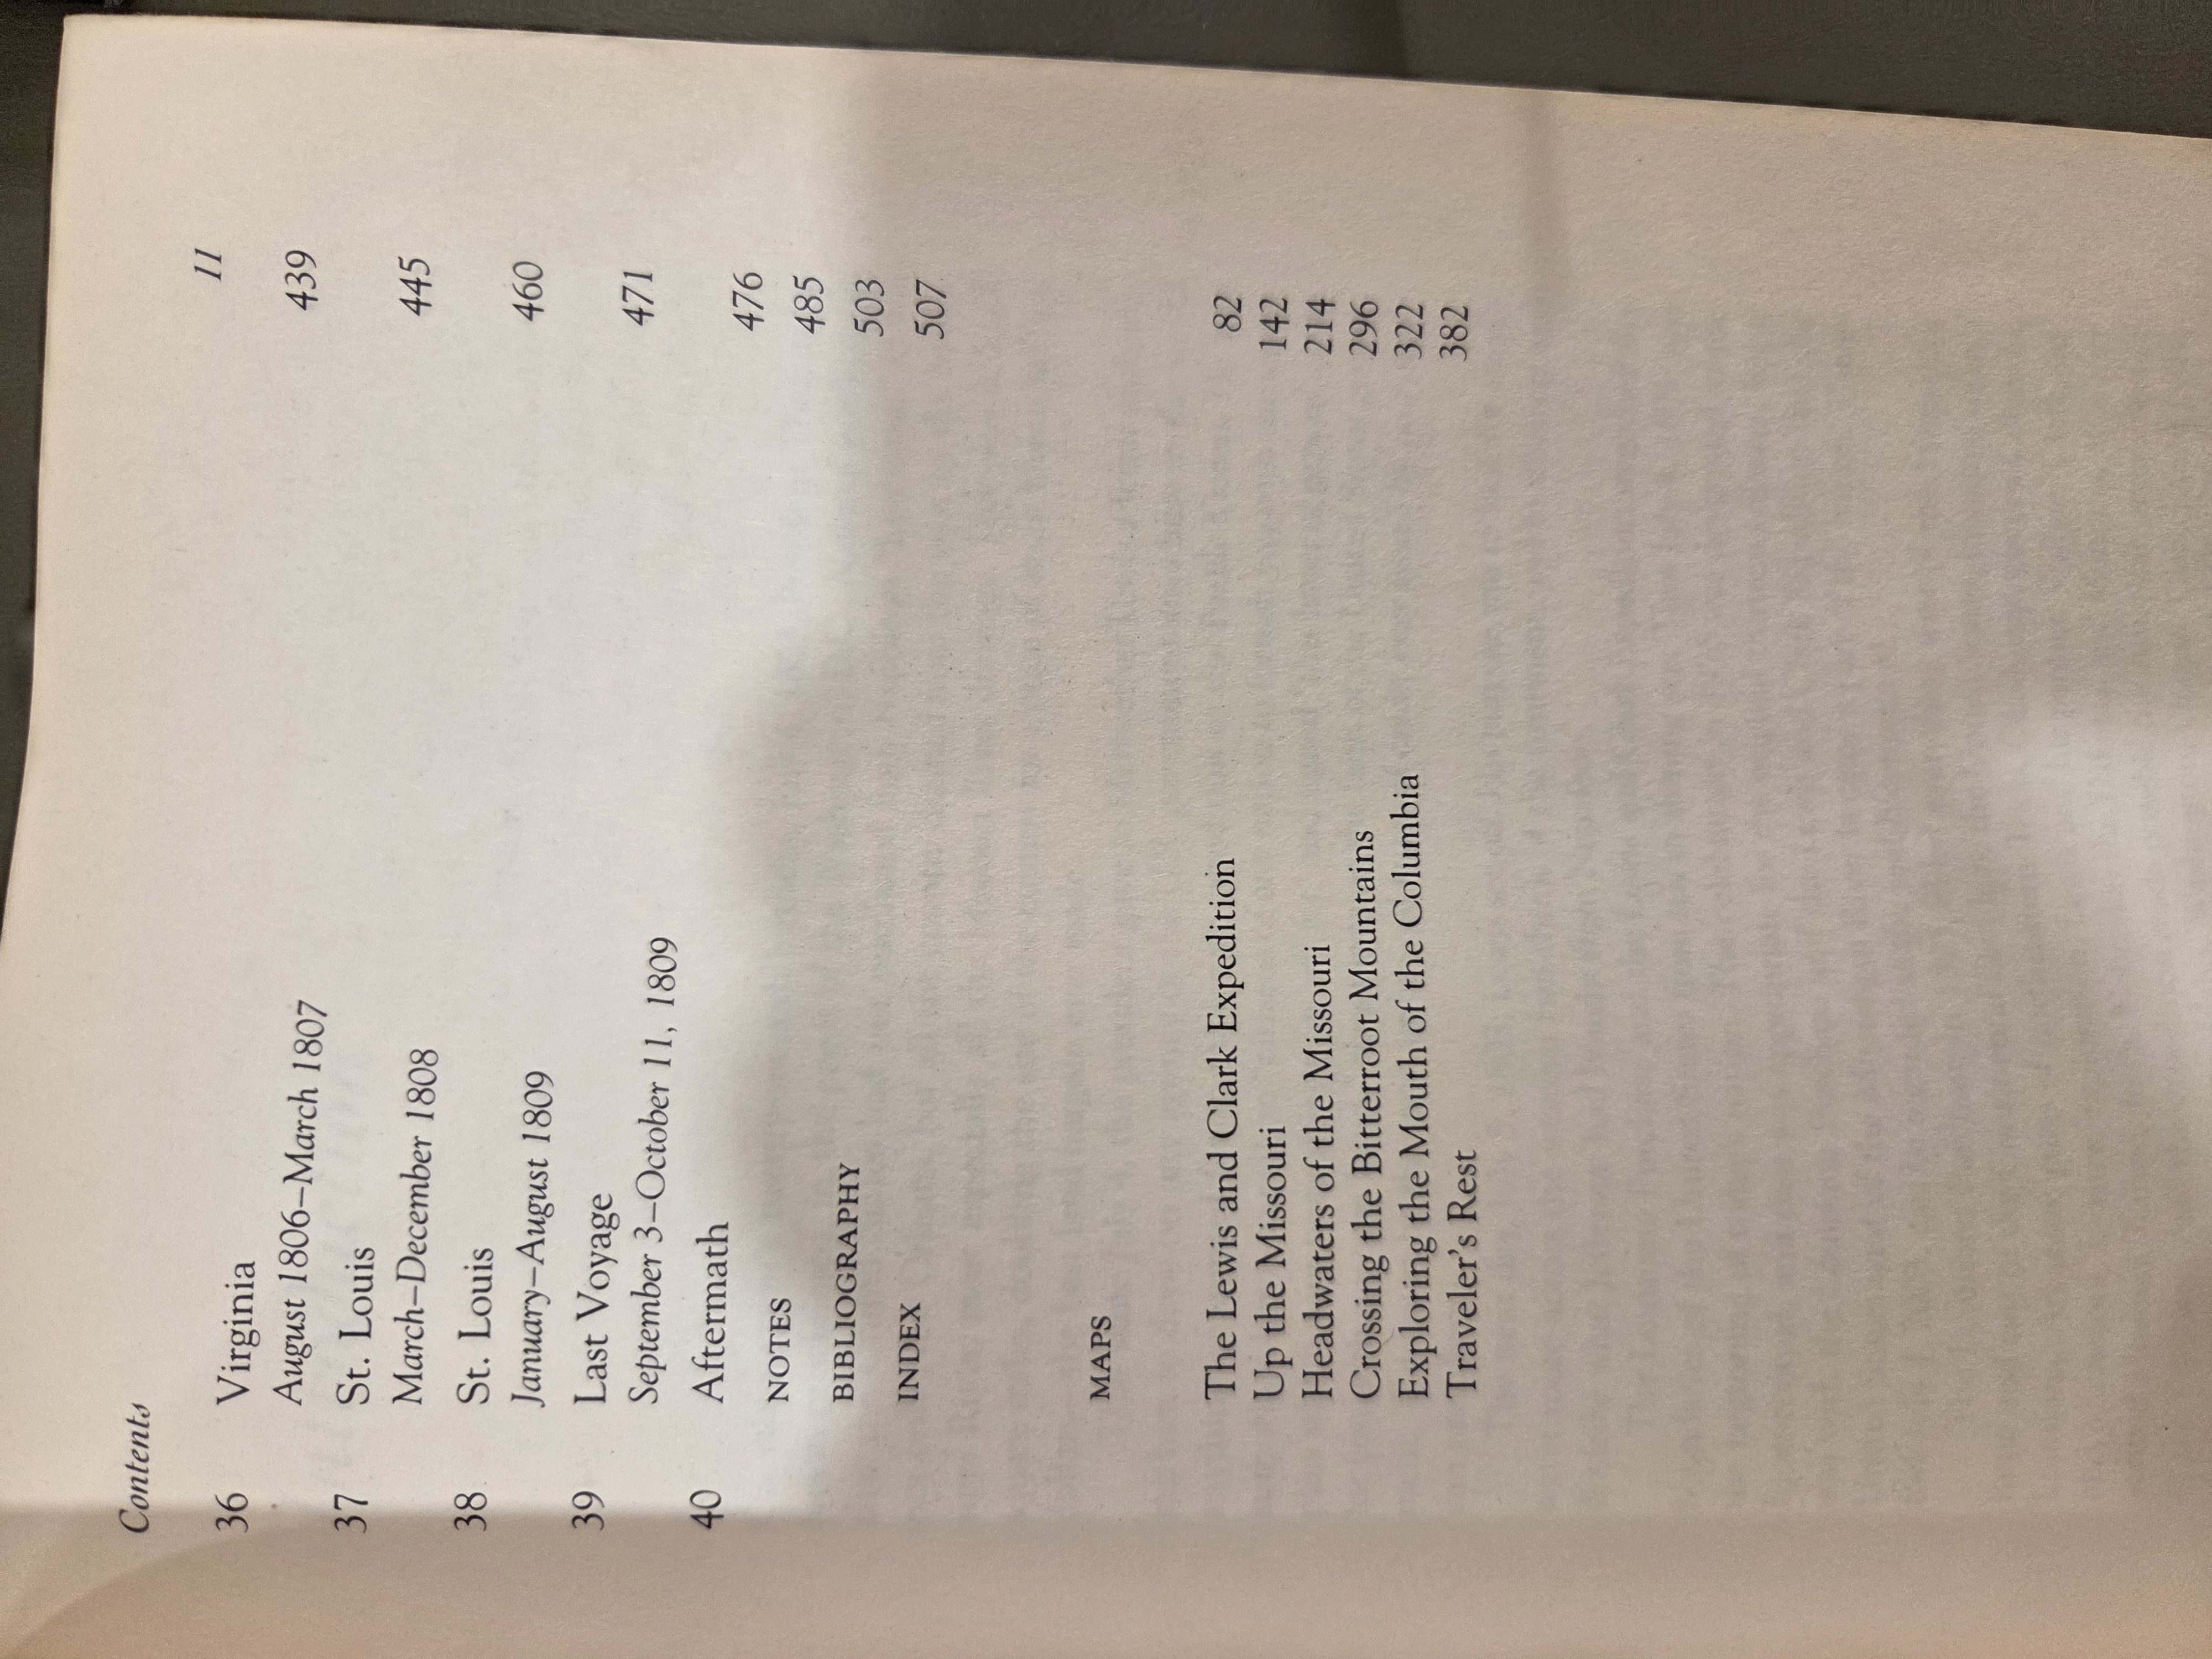 Contents 11
36 Virginia
August 1806–March 1807 439
37 St. Louis
March–December 1808 445
38 St. Louis
January–August 1809 460
39 Last Voyage
September 3–October 11, 1809 471
40 Aftermath 476
NOTES 485
BIBLIOGRAPHY 503
INDEX 507
MAPS
The Lewis and Clark Expedition 82
Up the Missouri 142
Headwaters of the Missouri 214
Crossing the Bitterroot Mountains 296
Exploring the Mouth of the Columbia 322
Traveler's Rest 382